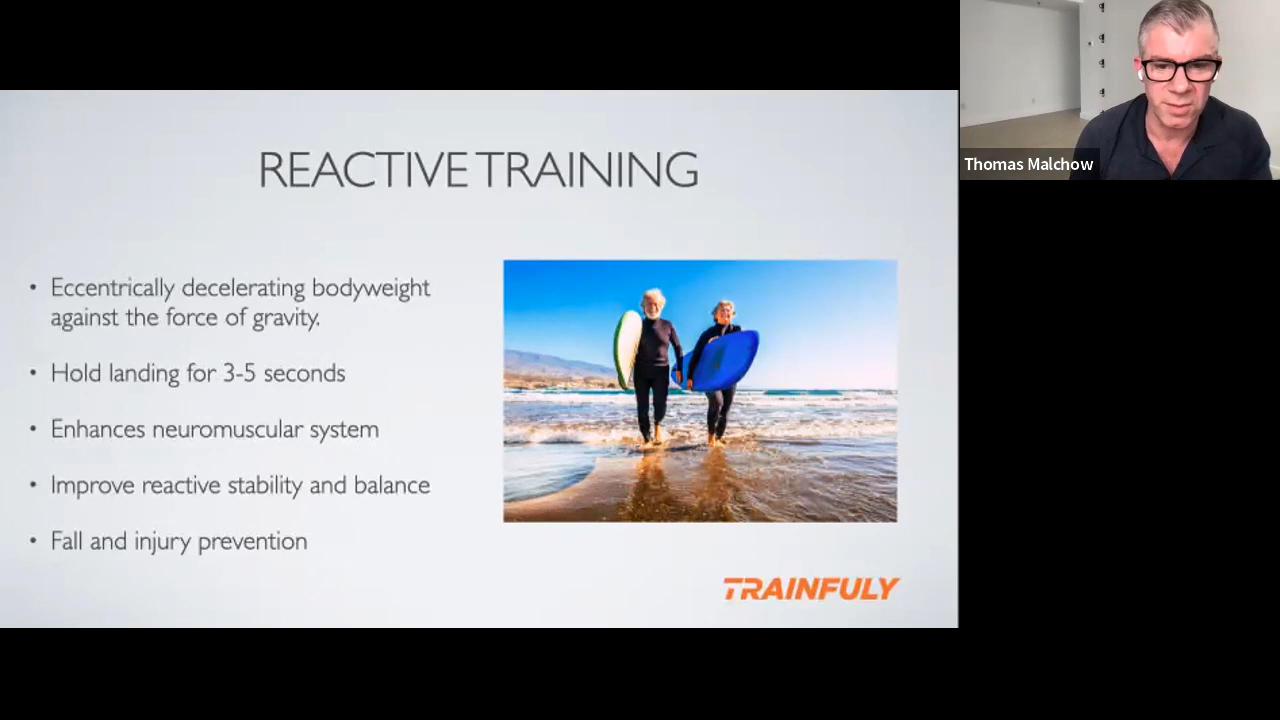 REACTIVE TRAINING
• Eccentrically decelerating bodyweight
against the force of gravity.
• Hold landing for 3-5 seconds
• Enhances neuromuscular system
• Improve reactive stability and balance
• Fall and injury prevention
TRAINFULY
Thomas Malchow